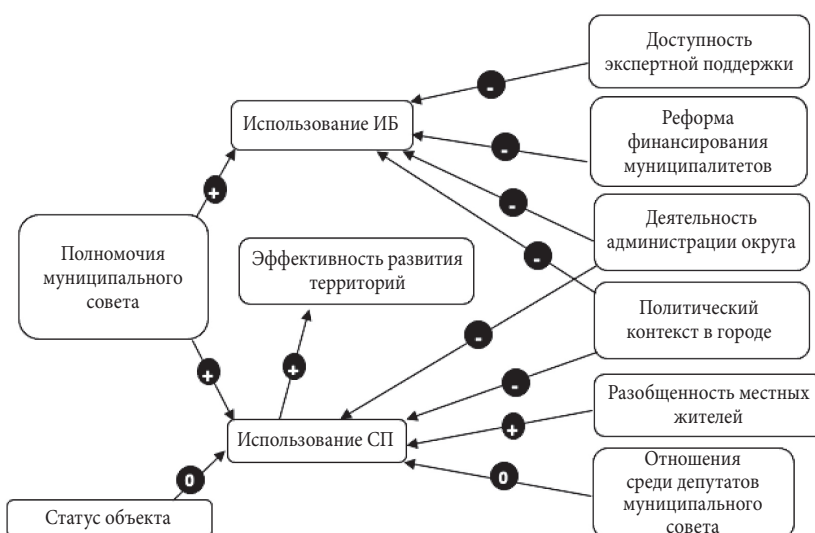 Доступность
экспертной поддержки
-
Использование ИБ
Реформа
финансирования
муниципалитетов
-
+
Деятельность
администрации округа
-
-
Полномочия
муниципального
совета
Эффективность развития
территорий
Политический
контекст в городе
-
-
+
+
Разобщенность местных
жителей
+
Использование СП
Отношения
среди депутатов
муниципального
совета
0
0
Статус объекта